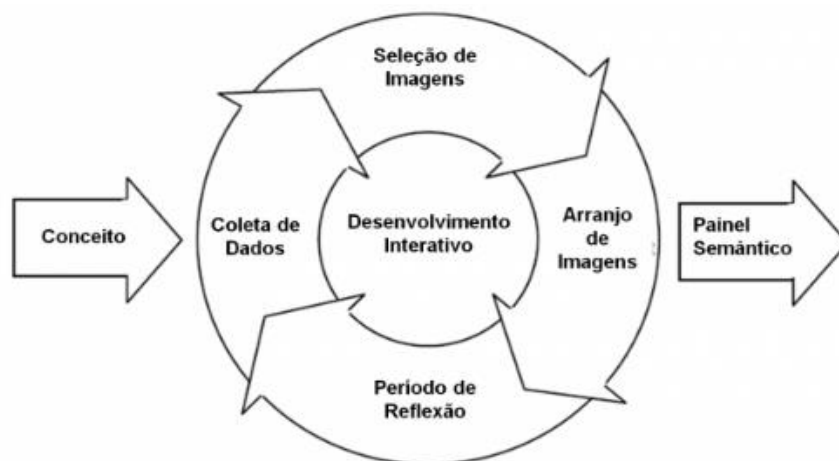 Seleção de
Imagens
Conceito
Coleta de
Dados
Desenvolvimento
Interativo
Arranjo
de
Imagens
Painel
Semântico
Período de
Reflexão